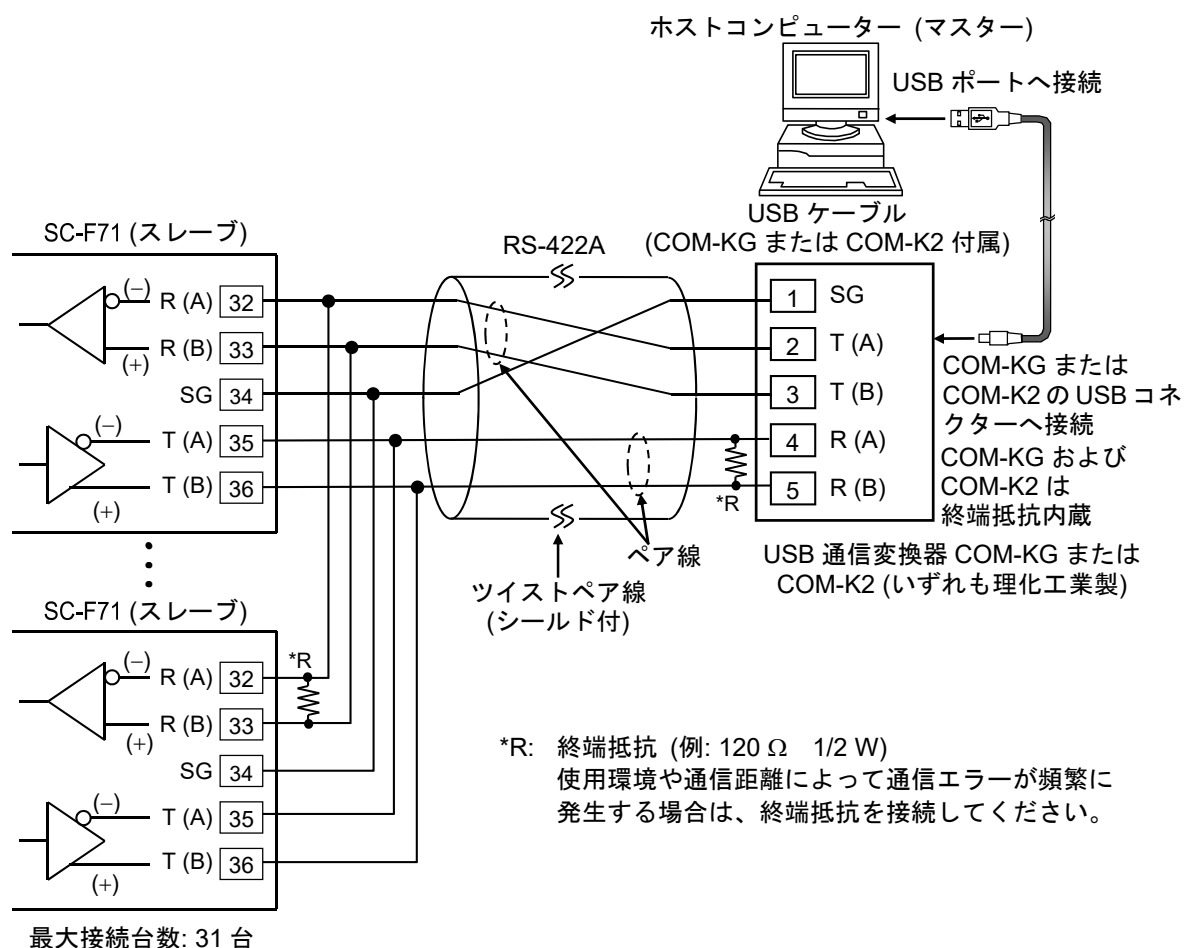 ホストコンピューター (マスター)
USB ポートへ接続
USB ケーブル
(COM-KG または COM-K2 付属)
SC-F71 (スレーブ)
RS-422A
(−) R (A) 32
(+) R (B) 33
SG 34
(−) T (A) 35
(+) T (B) 36
1 SG
2 T (A)
3 T (B)
4 R (A)
5 R (B)
*R
COM-KG または
COM-K2 の USB コネ
クターへ接続
COM-KG および
COM-K2 は
終端抵抗内蔵
ペア線
ツイストペア線
(シールド付)
USB 通信変換器 COM-KG または
COM-K2 (いずれも理化工業製)
SC-F71 (スレーブ)
(−) R (A) 32
*R
(+) R (B) 33
SG 34
(−) T (A) 35
(+) T (B) 36
*R: 終端抵抗 (例: 120 Ω 1/2 W)
使用環境や通信距離によって通信エラーが頻繁に
発生する場合は、終端抵抗を接続してください。
最大接続台数: 31 台